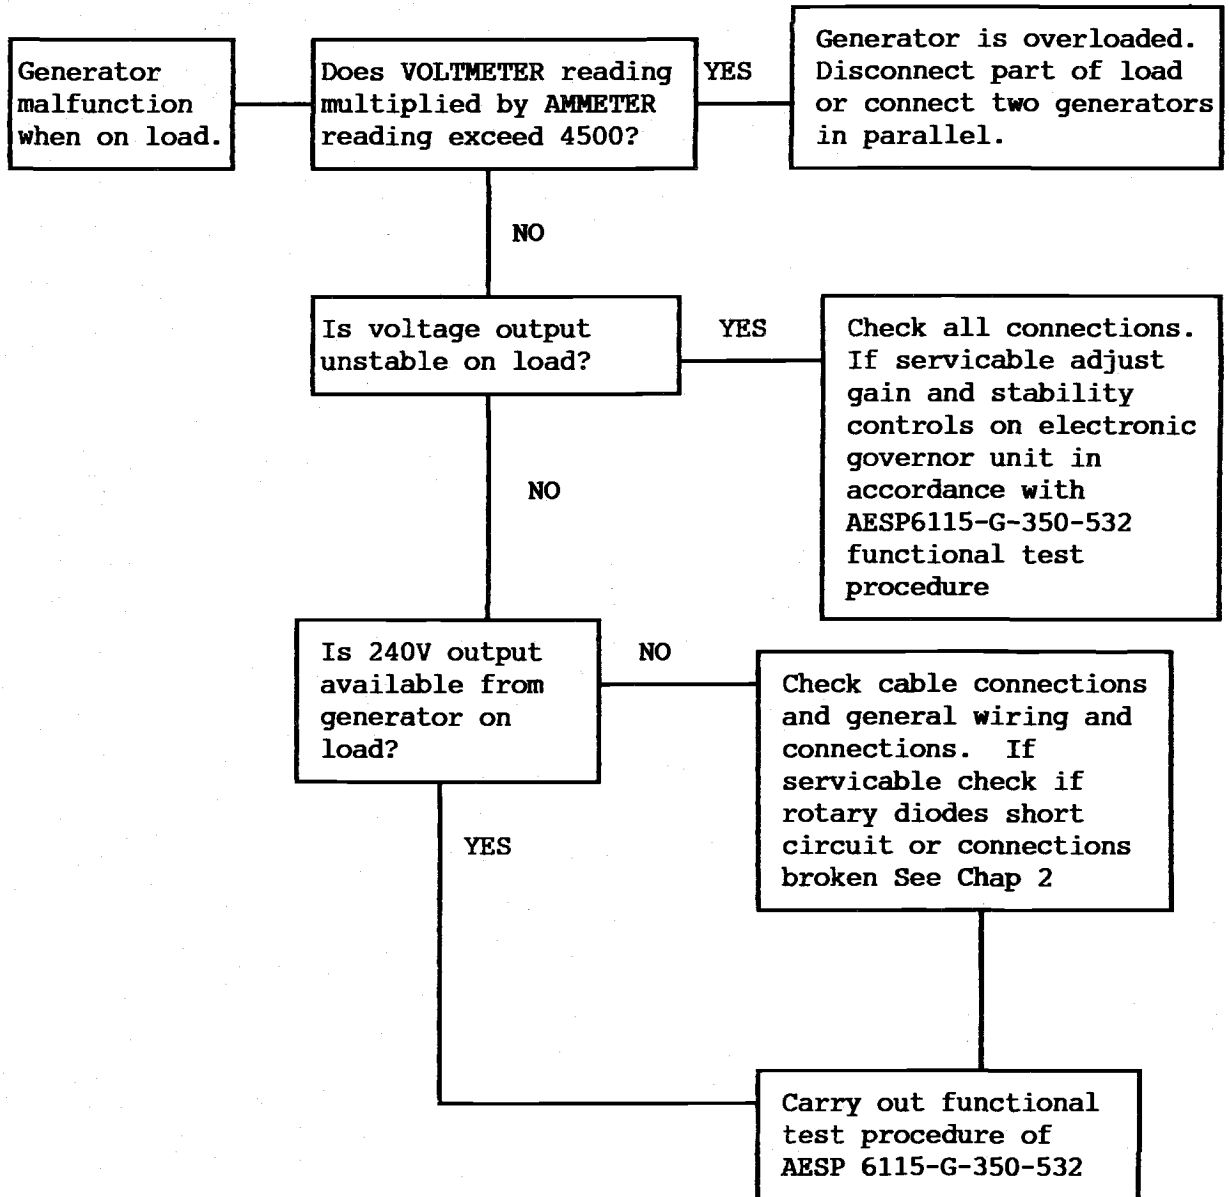 Generator
malfunction
when on load.
Does VOLTMETER reading
multiplied by AMMETER
reading exceed 4500?
YES
Generator is overloaded.
Disconnect part of load
or connect two generators
in parallel.
NO
Is voltage output
unstable on load?
YES
Check all connections.
If servicable adjust
gain and stability
controls on electronic
governor unit in
accordance with
AESP6115-G-350-532
functional test
procedure
NO
Is 240V output
available from
generator on
load?
NO
Check cable connections
and general wiring and
connections. If
servicable check if
rotary diodes short
circuit or connections
broken See Chap 2
YES
Carry out functional
test procedure of
AESP 6115-G-350-532